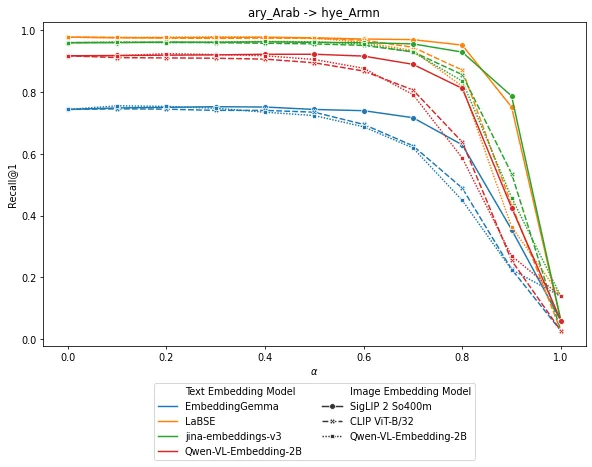 ary_Arab -> hye_Armn
Recall@1
1.0
0.8
0.6
0.4
0.2
0.0
0.0 0.2 0.4 0.6 0.8 1.0
α
Text Embedding Model
EmbeddingGemma
LaBSE
jina-embeddings-v3
Qwen-VL-Embedding-2B
Image Embedding Model
SigLIP 2 So400m
CLIP ViT-B/32
Qwen-VL-Embedding-2B